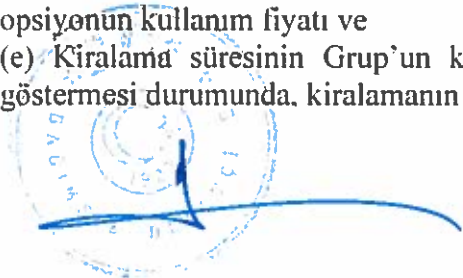 opsiyonun kullanım fiyatı ve
(e) Kiralama süresinin Grup'un k
göstermesi durumunda, kiralamanın